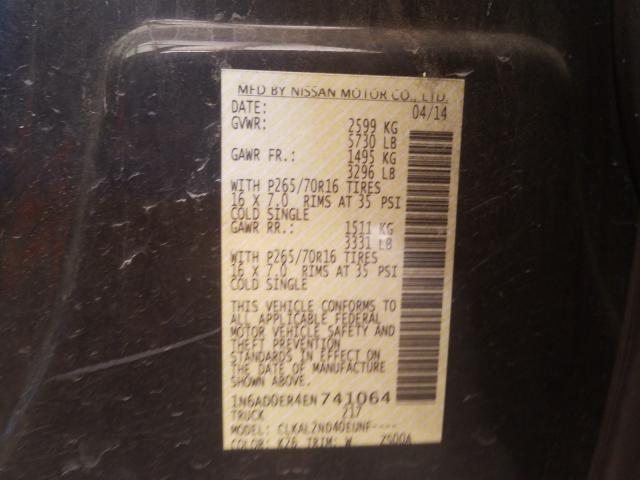 MFD BY NISSAN MOTOR CO., LTD.
DATE: 04/14
GVWR: 2599 KG
5730 LB
GAWR FR.: 1495 KG
3296 LB
WITH P265/70R16 TIRES
16 X 7.0 RIMS AT 35 PSI
COLD SINGLE
GAWR RR.: 1511 KG
3331 LB
WITH P265/70R16 TIRES
16 X 7.0 RIMS AT 35 PSI
COLD SINGLE
THIS VEHICLE CONFORMS TO
ALL APPLICABLE FEDERAL
MOTOR VEHICLE SAFETY AND
THEFT PREVENTION
STANDARDS IN EFFECT ON
THE DATE OF MANUFACTURE
SHOWN ABOVE.
1N6AD0ER4EN 741064
TRUCK 217
MODEL: CLKALZND40EUNF----
COLOR: K26 TRIM: W Z500A